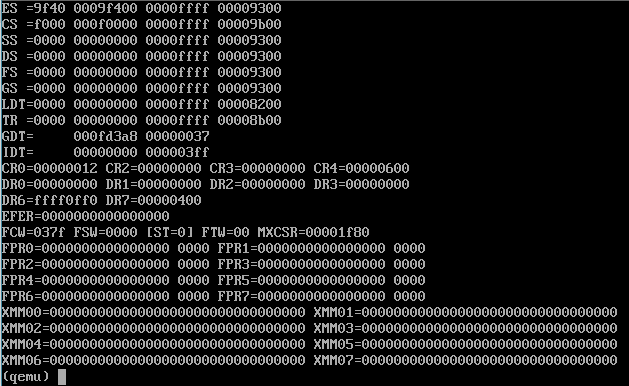 ES =9f40 0009f400 0000ffff 00009300
CS =f000 000f0000 0000ffff 00009b00
SS =0000 00000000 0000ffff 00009300
DS =0000 00000000 0000ffff 00009300
FS =0000 00000000 0000ffff 00009300
GS =0000 00000000 0000ffff 00009300
LDT=0000 00000000 0000ffff 00008200
TR =0000 00000000 0000ffff 00008b00
GDT=     000fd3a8 00000037
IDT=     00000000 000003ff
CR0=00000012 CR2=00000000 CR3=00000000 CR4=00000600
DR0=00000000 DR1=00000000 DR2=00000000 DR3=00000000
DR6=ffff0ff0 DR7=00000400
EFER=0000000000000000
FCW=037f FSW=0000 [ST=0] FTW=00 MXCSR=00001f80
FPR0=0000000000000000 0000 FPR1=0000000000000000 0000
FPR2=0000000000000000 0000 FPR3=0000000000000000 0000
FPR4=0000000000000000 0000 FPR5=0000000000000000 0000
FPR6=0000000000000000 0000 FPR7=0000000000000000 0000
XMM00=00000000000000000000000000000000 XMM01=00000000000000000000000000000000
XMM02=00000000000000000000000000000000 XMM03=00000000000000000000000000000000
XMM04=00000000000000000000000000000000 XMM05=00000000000000000000000000000000
XMM06=00000000000000000000000000000000 XMM07=00000000000000000000000000000000
(qemu)